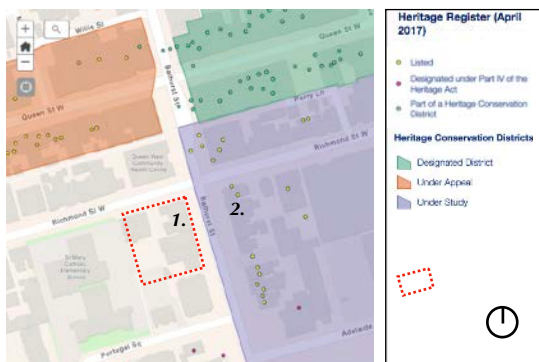 Willis St
Bathurst St
Queen St W
Perry Ln
Queen St W
Queen West
Community
Health Centre
Richmond St W
Richmond St W
1.
2.
Bathurst St
St Mary
Catholic
Elementary
School
Portugal Sq
Adelaide
Heritage Register (April
2017)
Listed
Designated under Part IV of the
Heritage Act
Part of a Heritage Conservation
District
Heritage Conservation Districts
Designated District
Under Appeal
Under Study